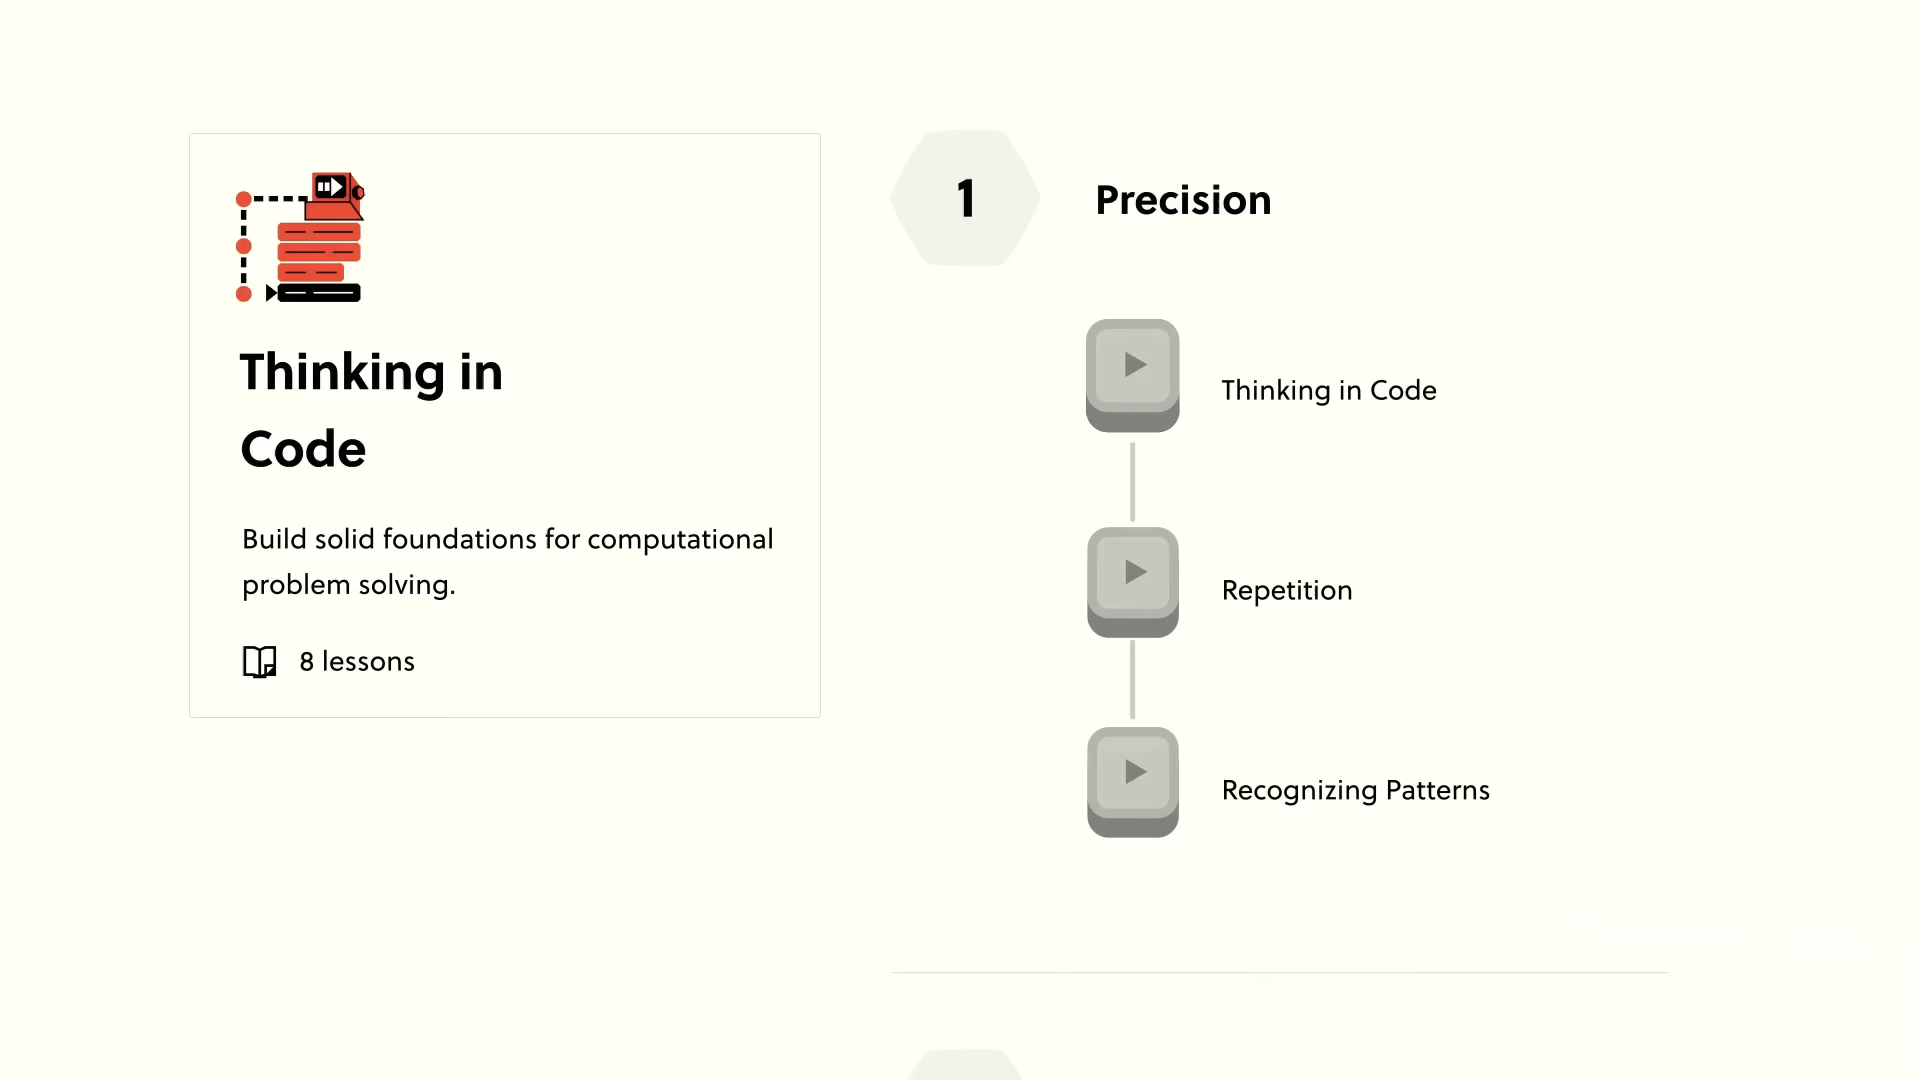 Thinking in
Code
Build solid foundations for computational
problem solving.
8 lessons
1
Precision
Thinking in Code
Repetition
Recognizing Patterns